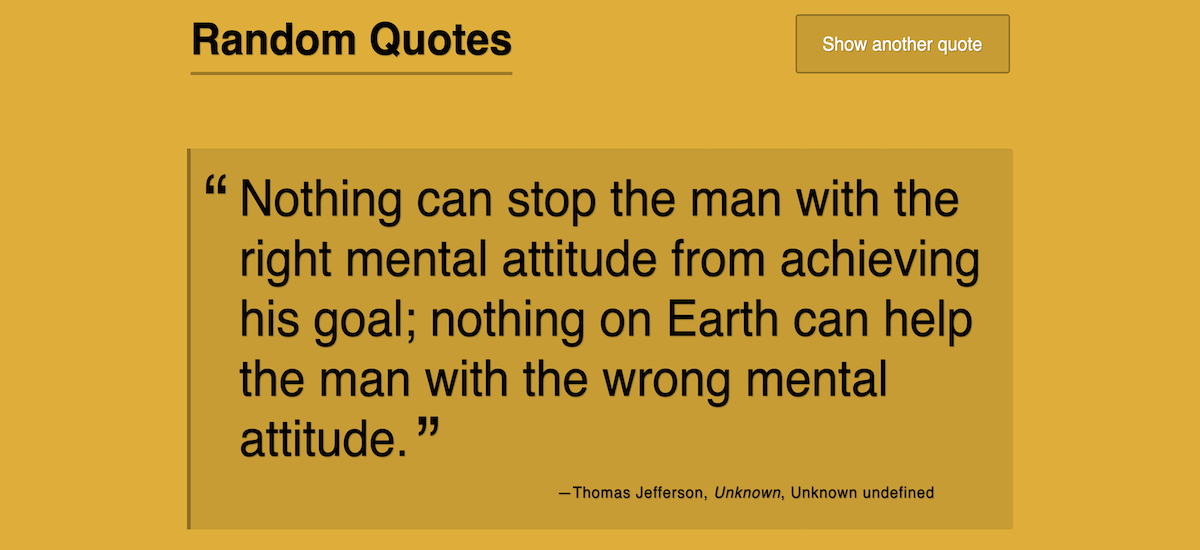 Random Quotes
Show another quote
“ Nothing can stop the man with the
right mental attitude from achieving
his goal; nothing on Earth can help
the man with the wrong mental
attitude. ”
—Thomas Jefferson, Unknown, Unknown undefined